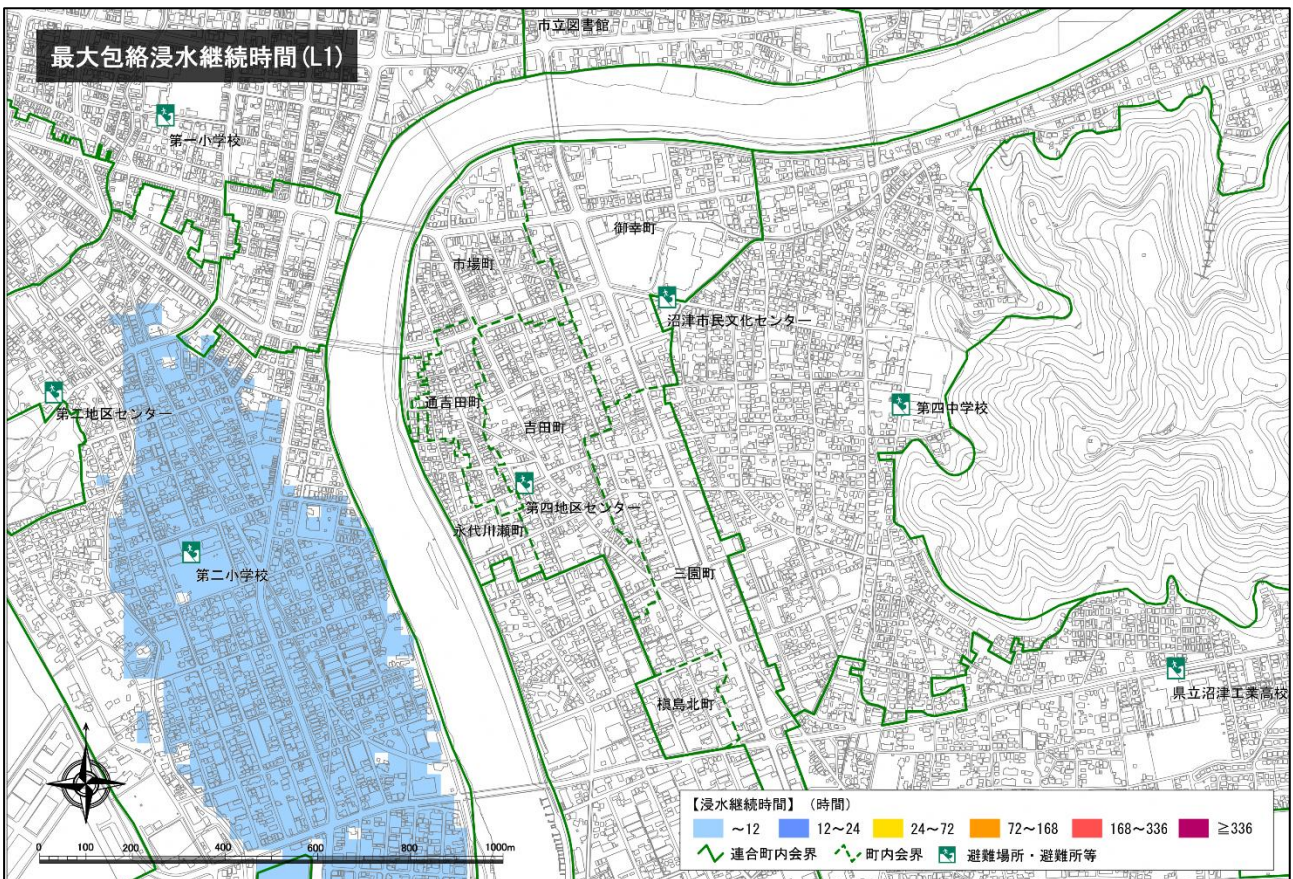 最大包絡浸水継続時間(L1)
市立図書館
第一小学校
御幸町
市場町
沼津市民文化センター
第二地区センター
通吉田町
吉田町
第四中学校
第四地区センター
永代川瀬町
第二小学校
三園町
県立沼津工業高校
槇島北町
【浸水継続時間】（時間）
～12 12～24 24～72 72～168 168～336 ≧336
連合町内会界 町内会界 避難場所・避難所等
0 100 200 400 600 800 1000m